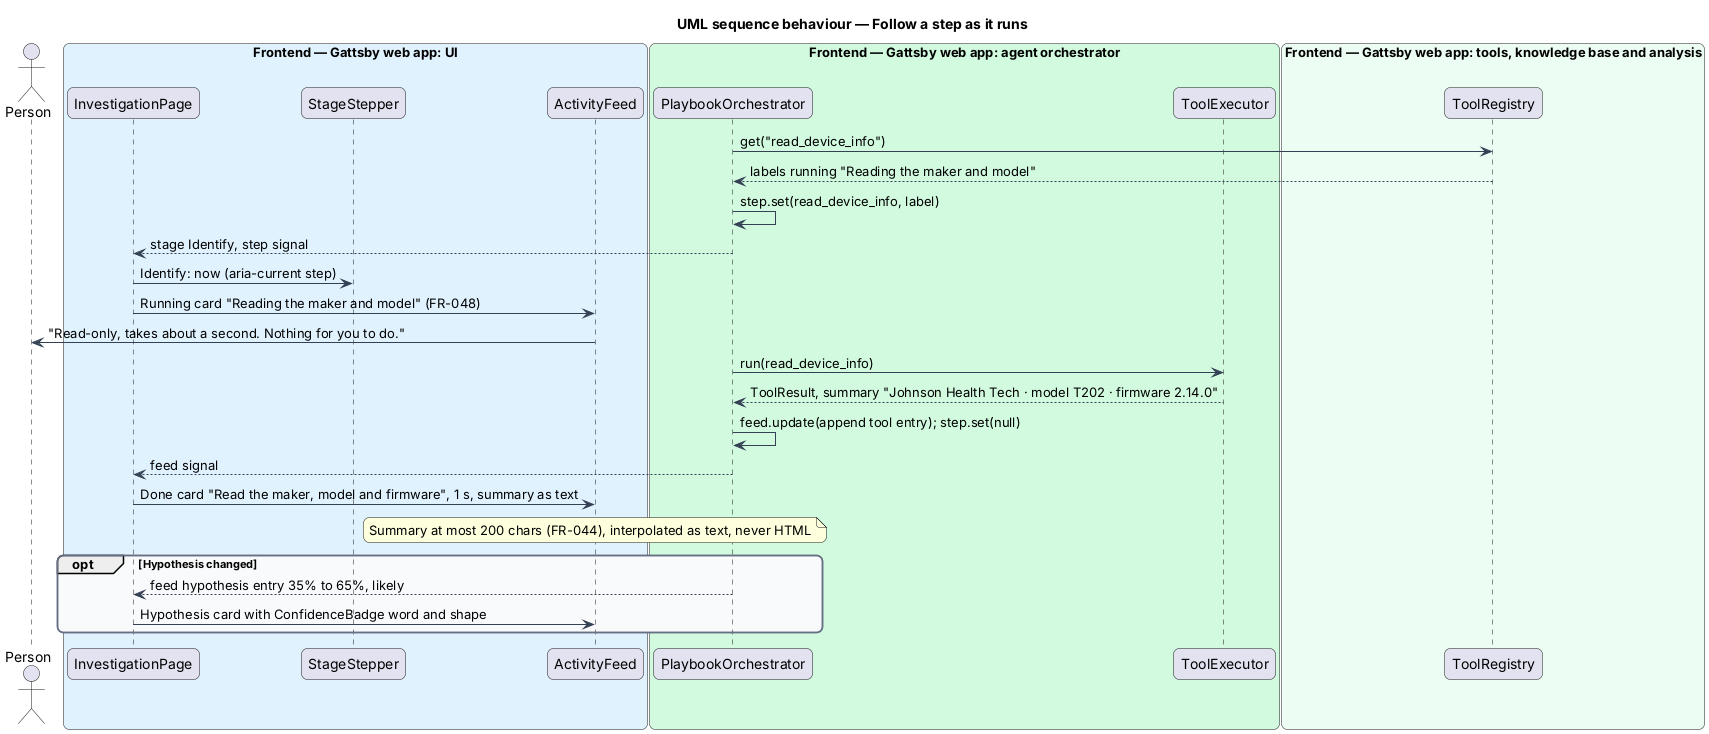 UML sequence behaviour — Follow a step as it runs
Frontend — Gattsby web app: UI
Frontend — Gattsby web app: agent orchestrator
Frontend — Gattsby web app: tools, knowledge base and analysis
Person
InvestigationPage
StageStepper
ActivityFeed
PlaybookOrchestrator
ToolExecutor
ToolRegistry
get("read_device_info")
labels running "Reading the maker and model"
step.set(read_device_info, label)
stage Identify, step signal
Identify: now (aria-current step)
Running card "Reading the maker and model" (FR-048)
"Read-only, takes about a second. Nothing for you to do."
run(read_device_info)
ToolResult, summary "Johnson Health Tech · model T202 · firmware 2.14.0"
feed.update(append tool entry); step.set(null)
feed signal
Done card "Read the maker, model and firmware", 1 s, summary as text
Summary at most 200 chars (FR-044), interpolated as text, never HTML
opt
[Hypothesis changed]
feed hypothesis entry 35% to 65%, likely
Hypothesis card with ConfidenceBadge word and shape
Person
InvestigationPage
StageStepper
ActivityFeed
PlaybookOrchestrator
ToolExecutor
ToolRegistry